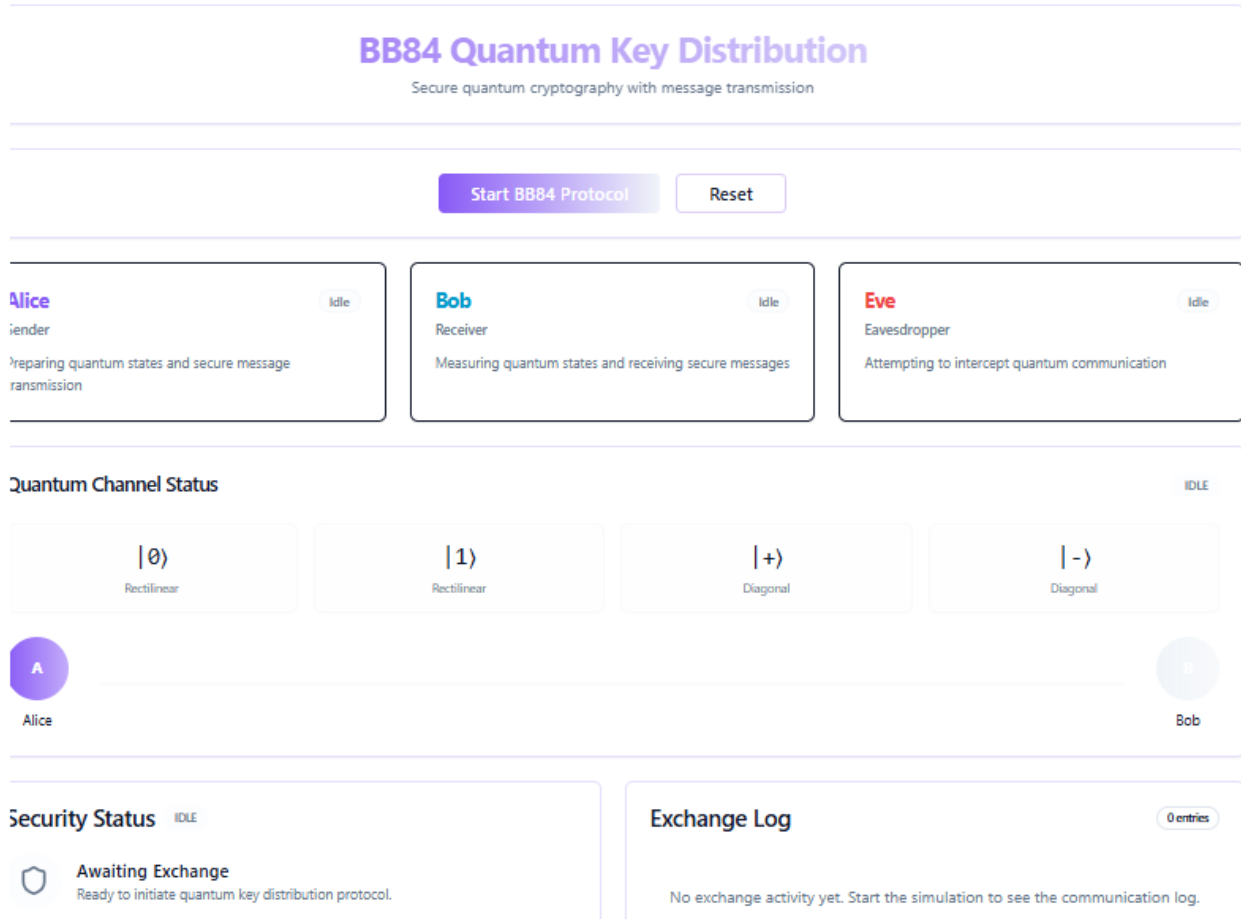 BB84 Quantum Key Distribution
Secure quantum cryptography with message transmission
Start BB84 Protocol
Reset
Alice
Idle
Sender
Preparing quantum states and secure message
transmission
Bob
Idle
Receiver
Measuring quantum states and receiving secure messages
Eve
Idle
Eavesdropper
Attempting to intercept quantum communication
Quantum Channel Status
IDLE
|0⟩
Rectilinear
|1⟩
Rectilinear
|+⟩
Diagonal
|-⟩
Diagonal
A
Alice
B
Bob
Security Status
IDLE
Awaiting Exchange
Ready to initiate quantum key distribution protocol.
Exchange Log
0 entries
No exchange activity yet. Start the simulation to see the communication log.